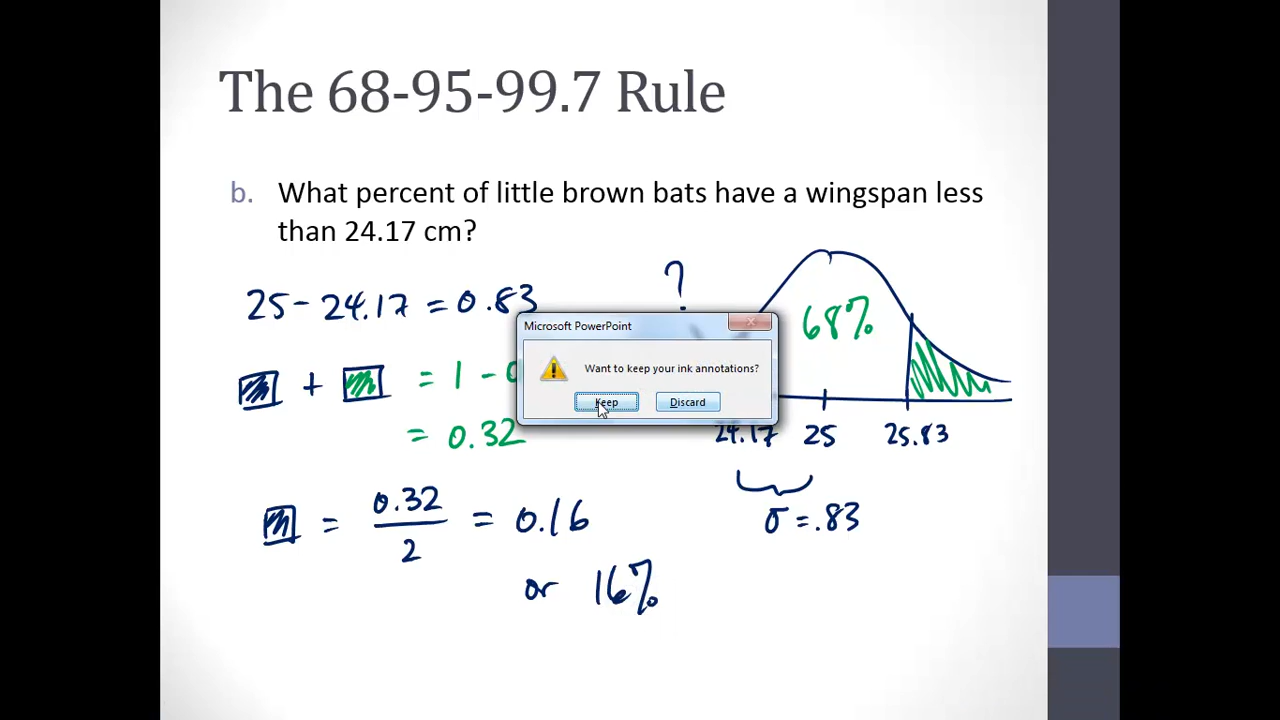 The 68-95-99.7 Rule
b. What percent of little brown bats have a wingspan less
than 24.17 cm?
25 - 24.17 = 0.83
?
68%
Microsoft PowerPoint
Want to keep your ink annotations?
Keep Discard
+ = 1 - 0
= 0.32
24.17 25 25.83
σ = .83
= 0.32 / 2 = 0.16
or 16%